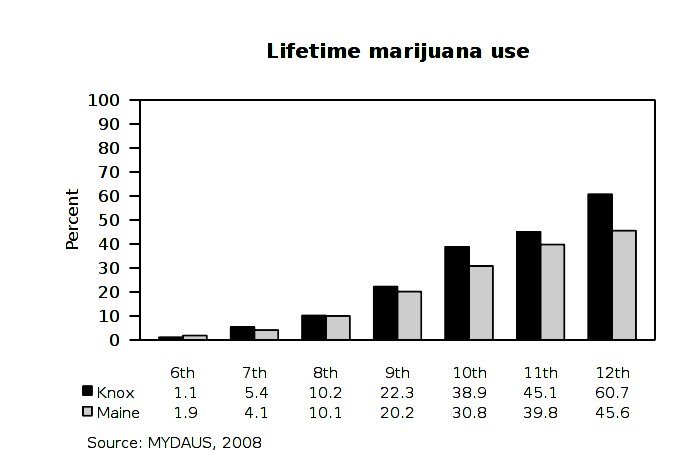 Lifetime marijuana use
100
90
80
70
60
50
40
30
20
10
0
Percent
6th 7th 8th 9th 10th 11th 12th
Knox 1.1 5.4 10.2 22.3 38.9 45.1 60.7
Maine 1.9 4.1 10.1 20.2 30.8 39.8 45.6
Source: MYDAUS, 2008